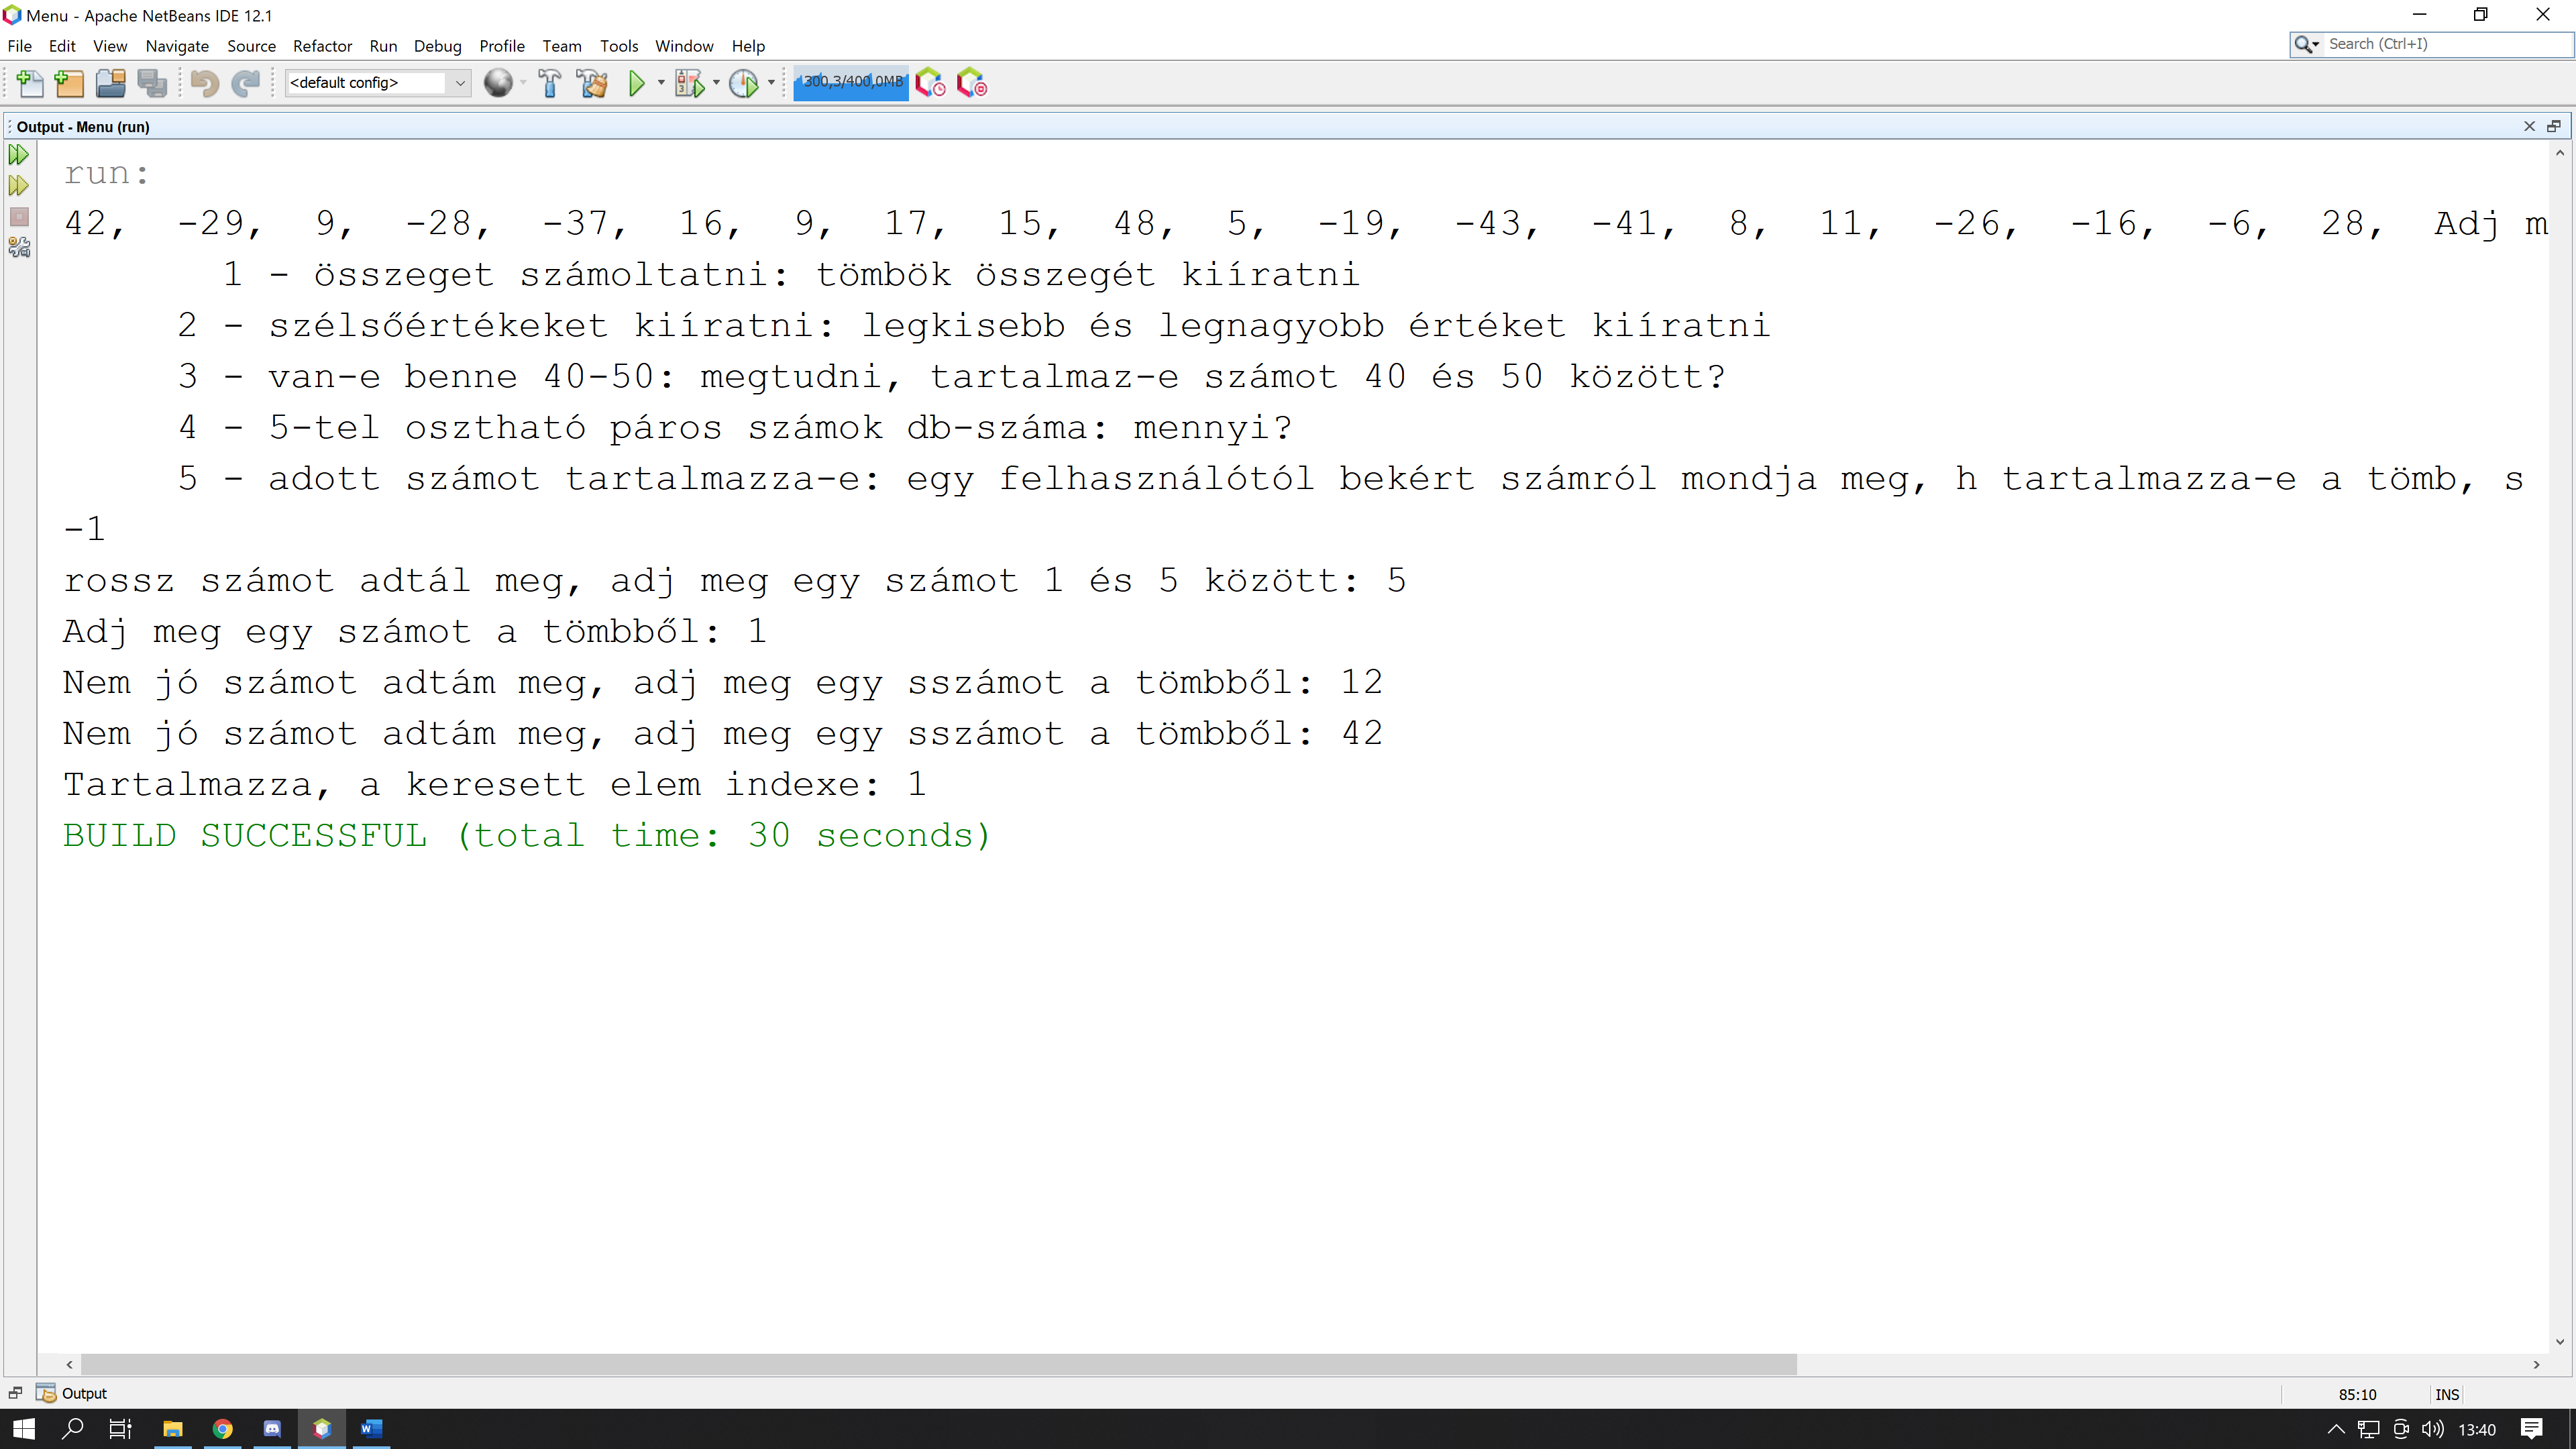 Menu - Apache NetBeans IDE 12.1
File Edit View Navigate Source Refactor Run Debug Profile Team Tools Window Help
Search (Ctrl+I)
<default config>
300,3/400,0MB
Output - Menu (run)
run:
42, -29, 9, -28, -37, 16, 9, 17, 15, 48, 5, -19, -43, -41, 8, 11, -26, -16, -6, 28, Adj m
1 - összeget számoltatni: tömbök összegét kiíratni
2 - szélsőértékeket kiíratni: legkisebb és legnagyobb értéket kiíratni
3 - van-e benne 40-50: megtudni, tartalmaz-e számot 40 és 50 között?
4 - 5-tel osztható páros számok db-száma: mennyi?
5 - adott számot tartalmazza-e: egy felhasználótól bekért számról mondja meg, h tartalmazza-e a tömb, s
-1
rossz számot adtál meg, adj meg egy számot 1 és 5 között: 5
Adj meg egy számot a tömbből: 1
Nem jó számot adtám meg, adj meg egy sszámot a tömbből: 12
Nem jó számot adtám meg, adj meg egy sszámot a tömbből: 42
Tartalmazza, a keresett elem indexe: 1
BUILD SUCCESSFUL (total time: 30 seconds)
Output
85:10 INS
13:40